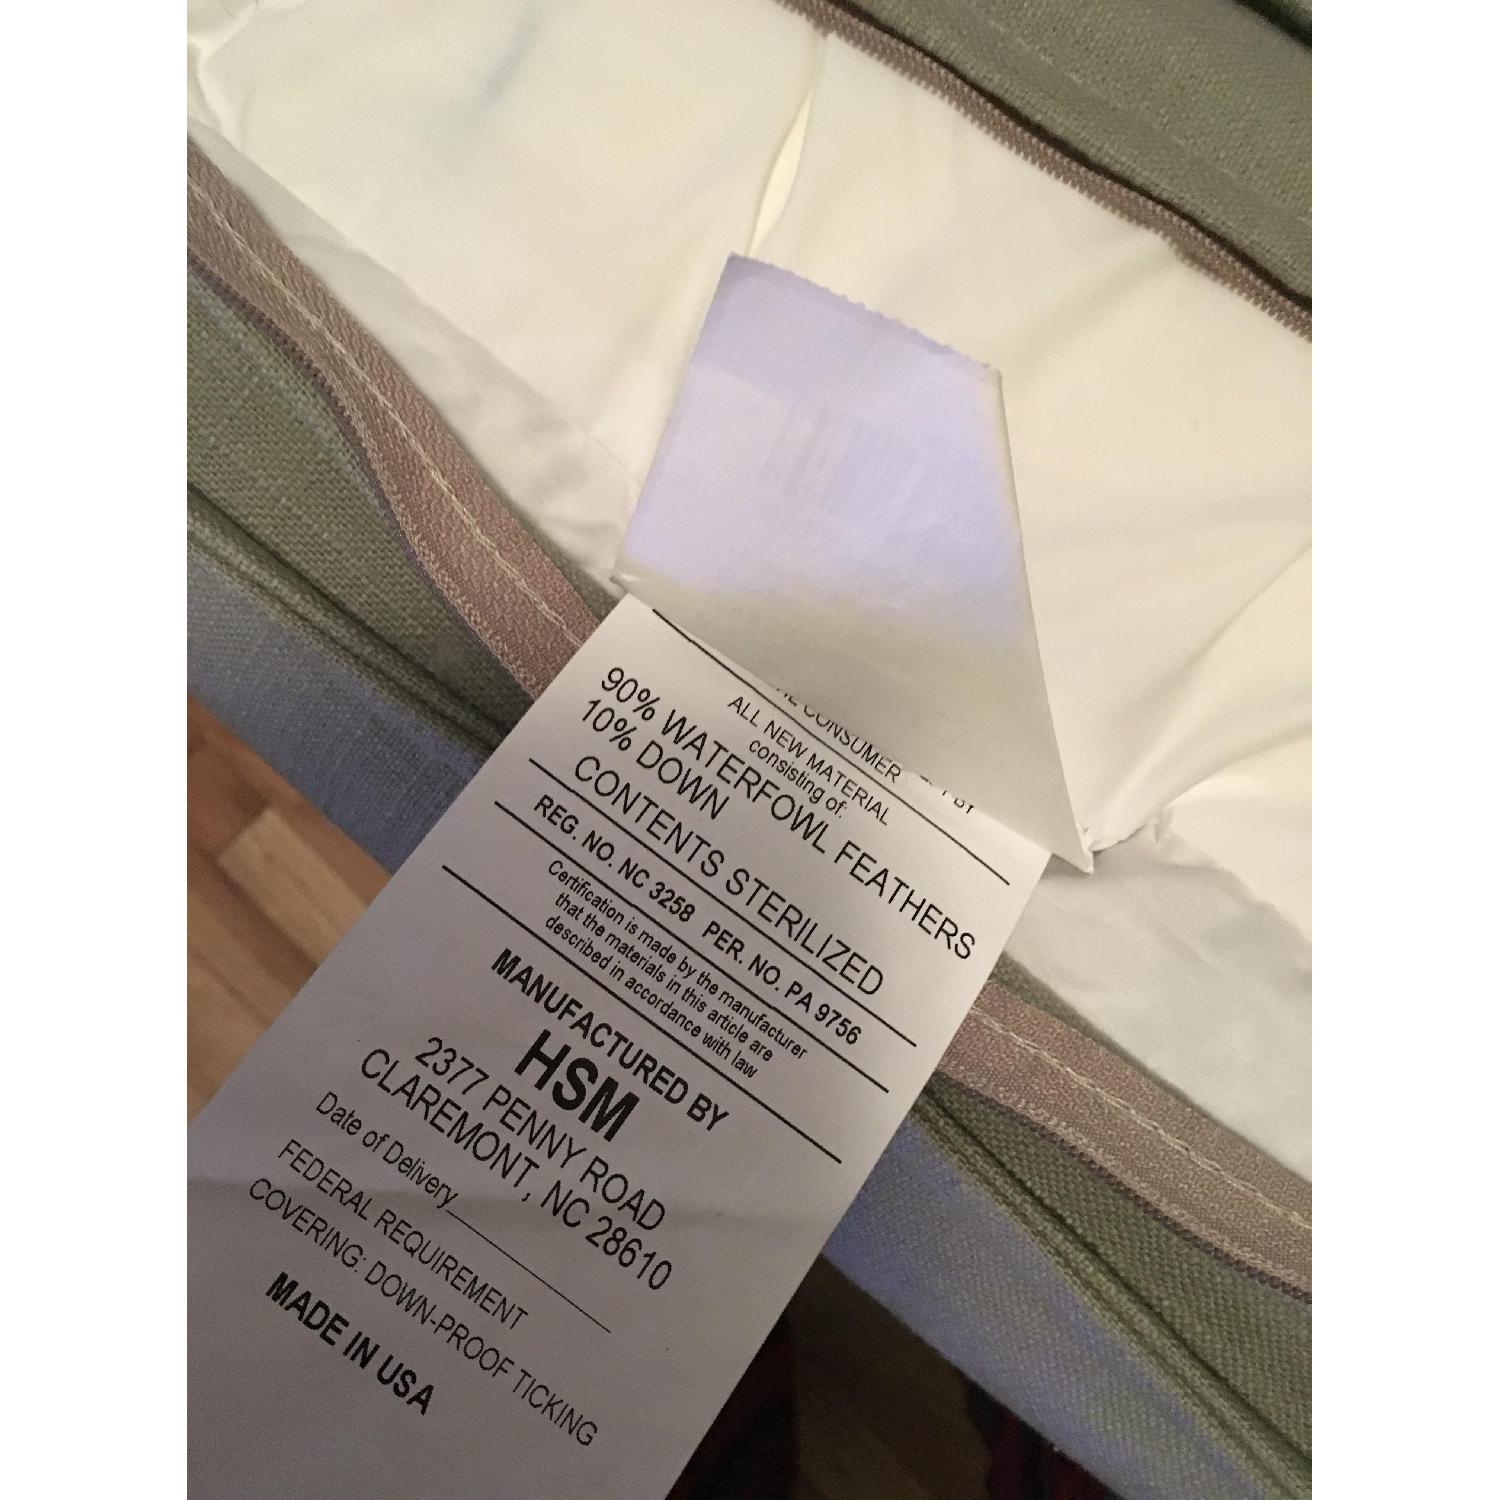 CONSUMER
BY
ALL NEW MATERIAL
consisting of:
90% WATERFOWL FEATHERS
10% DOWN
CONTENTS STERILIZED
REG. NO. NC 3258 PER. NO. PA 9756
Certification is made by the manufacturer
that the materials in this article are
described in accordance with law
MANUFACTURED BY
HSM
2377 PENNY ROAD
CLAREMONT, NC 28610
Date of Delivery
FEDERAL REQUIREMENT
COVERING: DOWN-PROOF TICKING
MADE IN USA